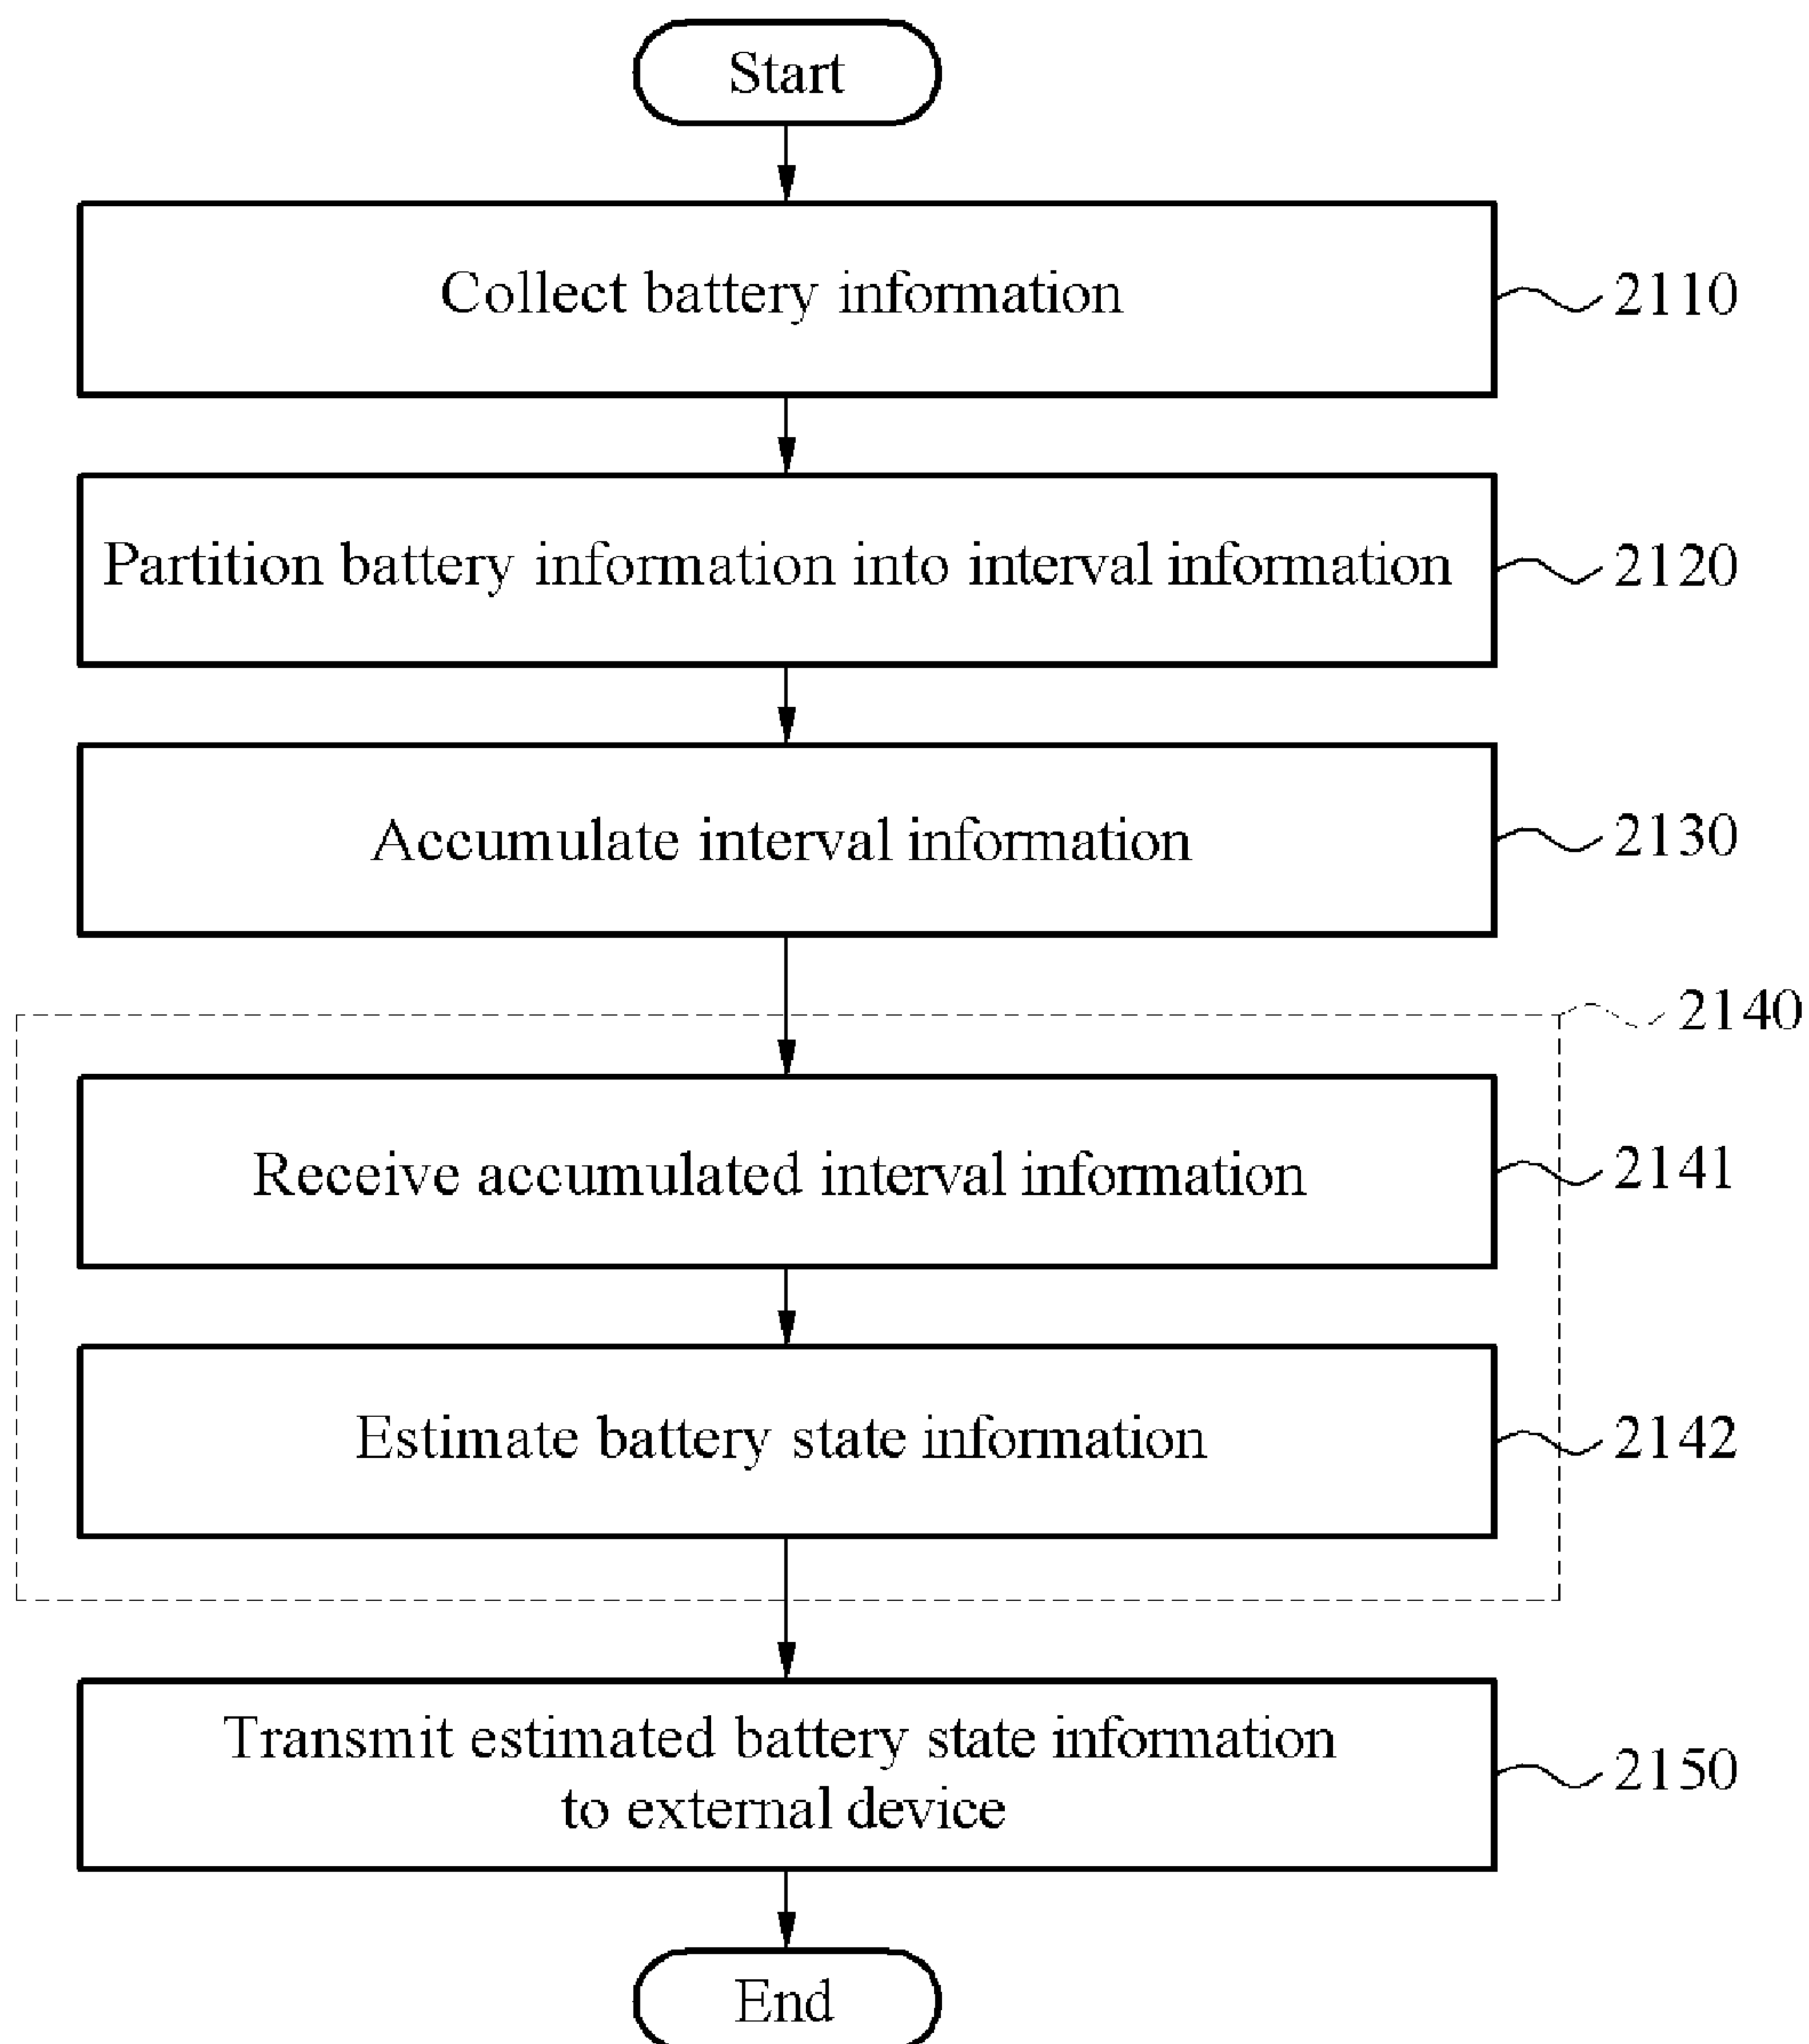 Start
Collect battery information
2110
Partition battery information into interval information
2120
Accumulate interval information
2130
2140
Receive accumulated interval information
2141
Estimate battery state information
2142
Transmit estimated battery state information
to external device
2150
End